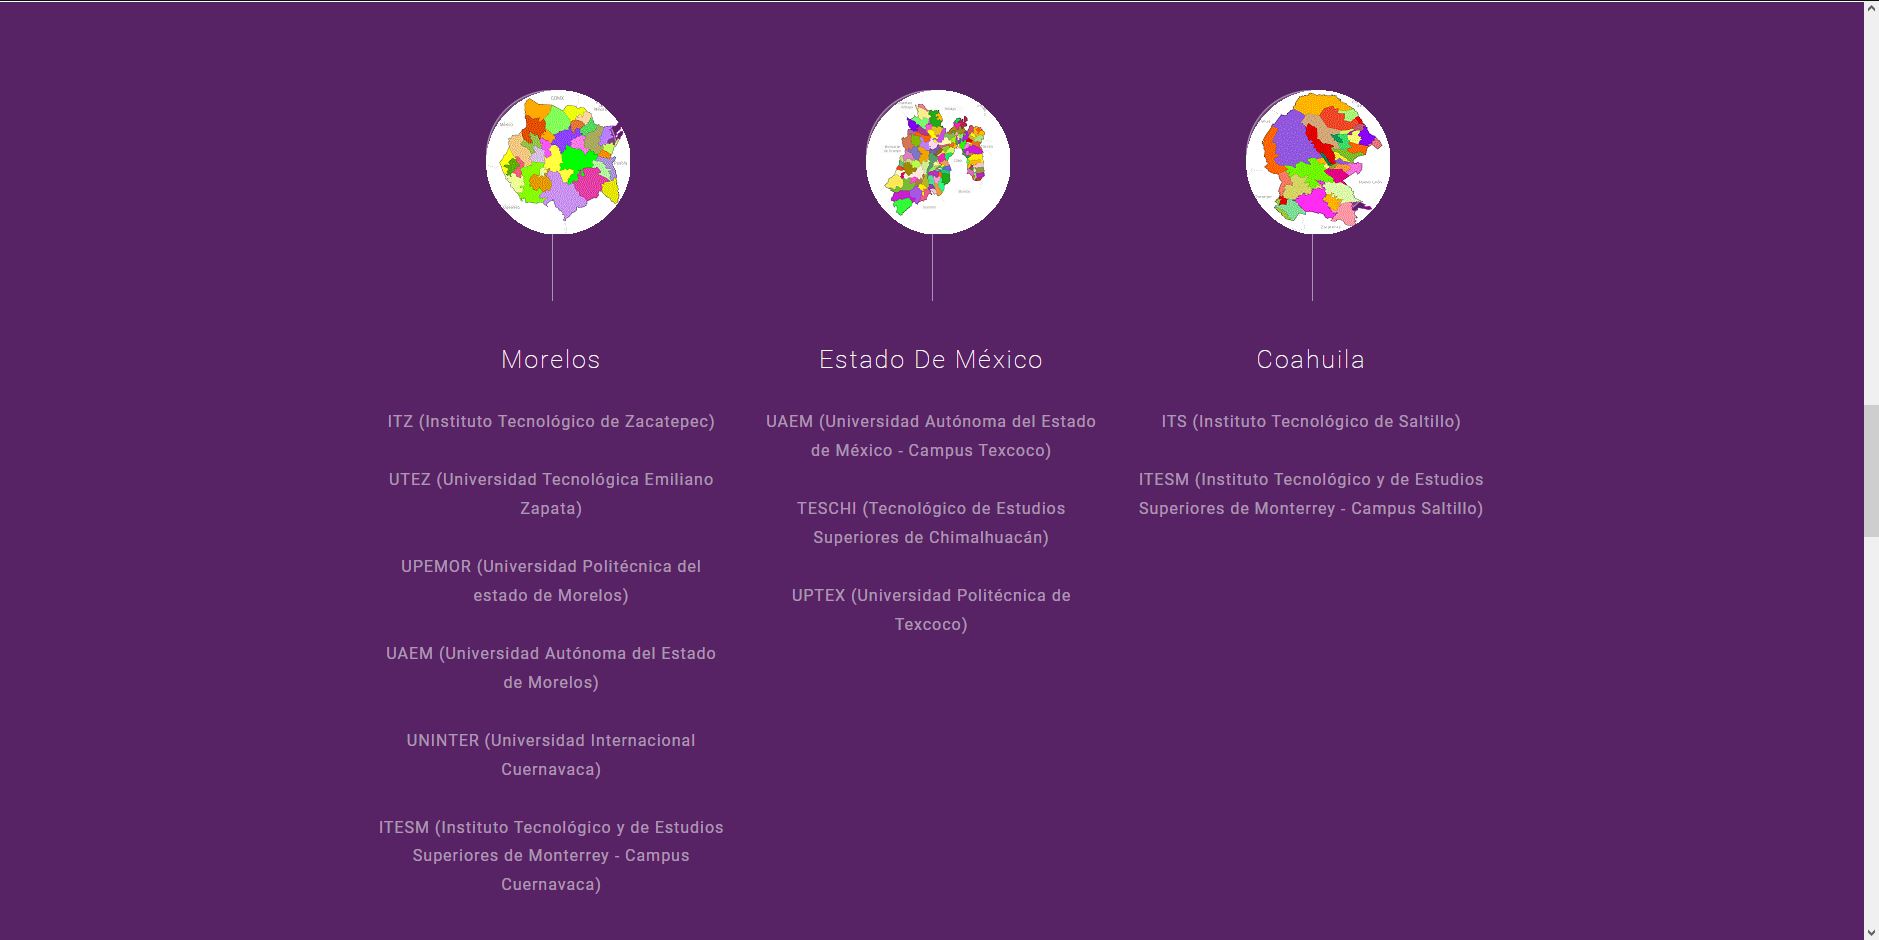 Morelos
ITZ (Instituto Tecnológico de Zacatepec)
UTEZ (Universidad Tecnológica Emiliano
Zapata)
UPEMOR (Universidad Politécnica del
estado de Morelos)
UAEM (Universidad Autónoma del Estado
de Morelos)
UNINTER (Universidad Internacional
Cuernavaca)
ITESM (Instituto Tecnológico y de Estudios
Superiores de Monterrey - Campus
Cuernavaca)
Estado De México
UAEM (Universidad Autónoma del Estado
de México - Campus Texcoco)
TESCHI (Tecnológico de Estudios
Superiores de Chimalhuacán)
UPTEX (Universidad Politécnica de
Texcoco)
Coahuila
ITS (Instituto Tecnológico de Saltillo)
ITESM (Instituto Tecnológico y de Estudios
Superiores de Monterrey - Campus Saltillo)